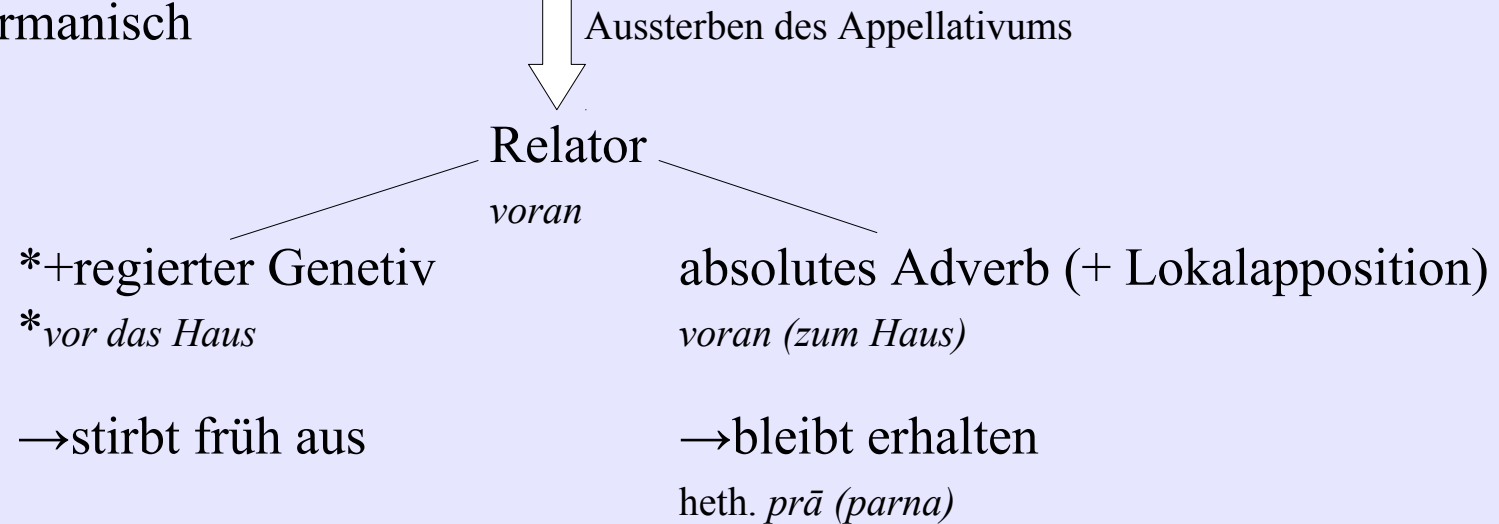 rmanisch
Aussterben des Appellativums
Relator
voran
*+regierter Genetiv
absolutes Adverb (+ Lokalapposition)
*vor das Haus
voran (zum Haus)
→stirbt früh aus
→bleibt erhalten
heth. prā (parna)